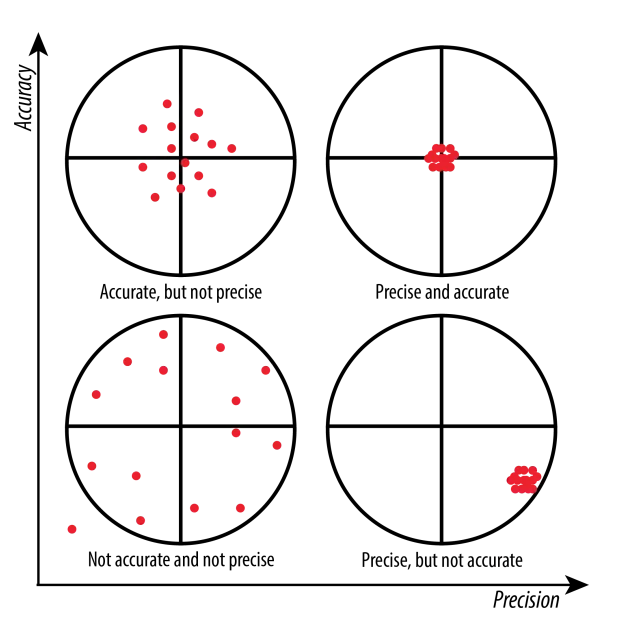 Accuracy
Accurate, but not precise
Precise and accurate
Not accurate and not precise
Precise, but not accurate
Precision